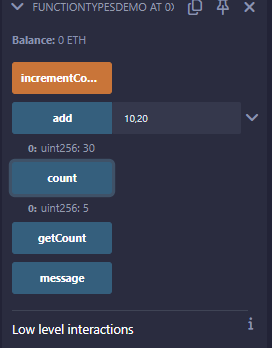 FUNCTIONTYPESDEMO AT 0X
Balance: 0 ETH
incrementCo...
add 10,20
0: uint256: 30
count
0: uint256: 5
getCount
message
Low level interactions
i